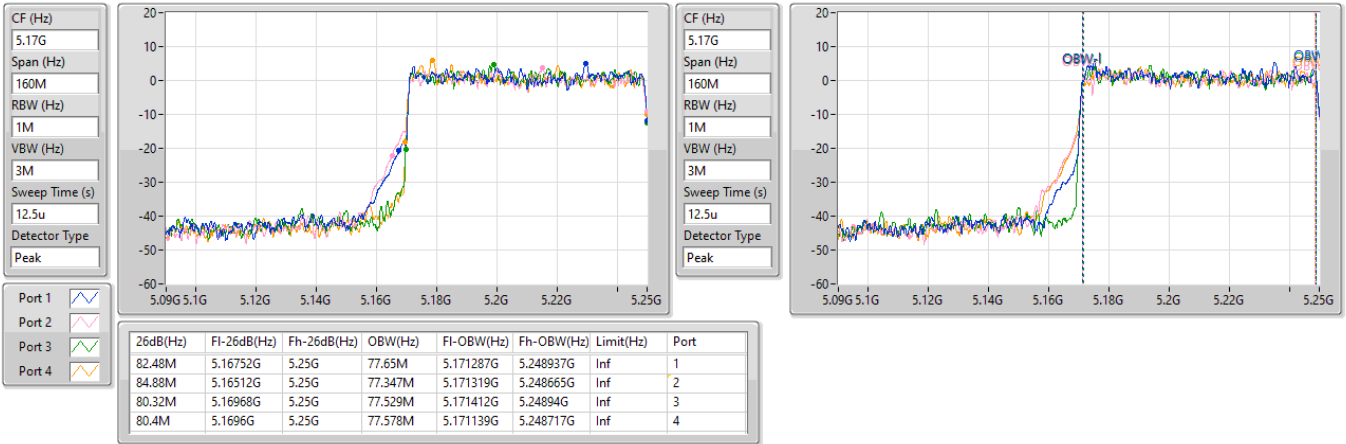 CF (Hz)
5.17G
Span (Hz)
160M
RBW (Hz)
1M
VBW (Hz)
3M
Sweep Time (s)
12.5u
Detector Type
Peak
20
10
0
-10
-20
-30
-40
-50
-60
5.09G 5.1G 5.12G 5.14G 5.16G 5.18G 5.2G 5.22G 5.25G
CF (Hz)
5.17G
Span (Hz)
160M
RBW (Hz)
1M
VBW (Hz)
3M
Sweep Time (s)
12.5u
Detector Type
Peak
20
10
0
-10
-20
-30
-40
-50
-60
OBW-l
OBW
5.09G 5.1G 5.12G 5.14G 5.16G 5.18G 5.2G 5.22G 5.25G
Port 1
Port 2
Port 3
Port 4
26dB(Hz) Fl-26dB(Hz) Fh-26dB(Hz) OBW(Hz) Fl-OBW(Hz) Fh-OBW(Hz) Limit(Hz) Port
82.48M 5.16752G 5.25G 77.65M 5.171287G 5.248937G Inf 1
84.88M 5.16512G 5.25G 77.347M 5.171319G 5.248665G Inf 2
80.32M 5.16968G 5.25G 77.529M 5.171412G 5.24894G Inf 3
80.4M 5.1696G 5.25G 77.578M 5.171139G 5.248717G Inf 4